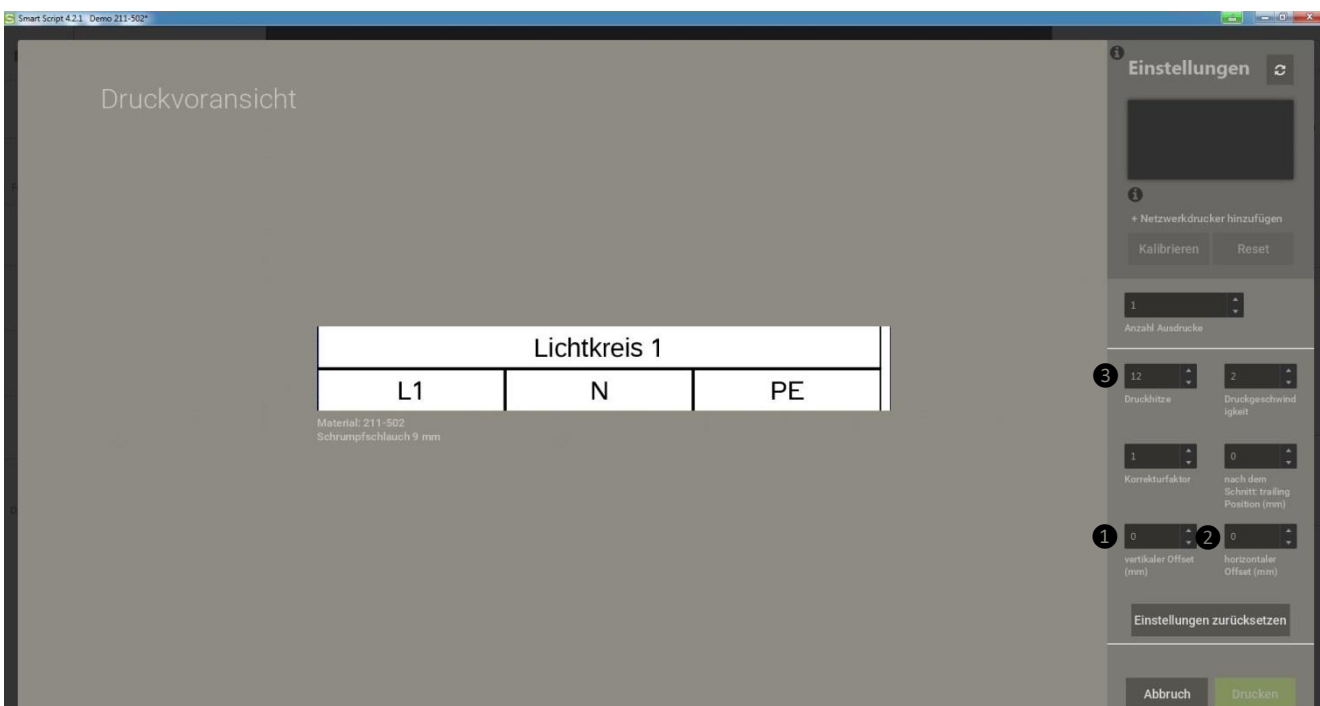 Smart Script 4.2.1 Demo 211-502*
Druckvoransicht
Lichtkreis 1
L1 N PE
Material: 211-502
Schrumpfschlauch 9 mm
Einstellungen
+ Netzwerkdrucker hinzufügen
Kalibrieren Reset
1
Anzahl Ausdrucke
3 12 2
Druckhitze Druckgeschwind
igkeit
1 0
Korrekturfaktor nach dem
Schnitt: trailing
Position (mm)
1 0 2 0
vertikaler Offset horizontaler
(mm) Offset (mm)
Einstellungen zurücksetzen
Abbruch Drucken